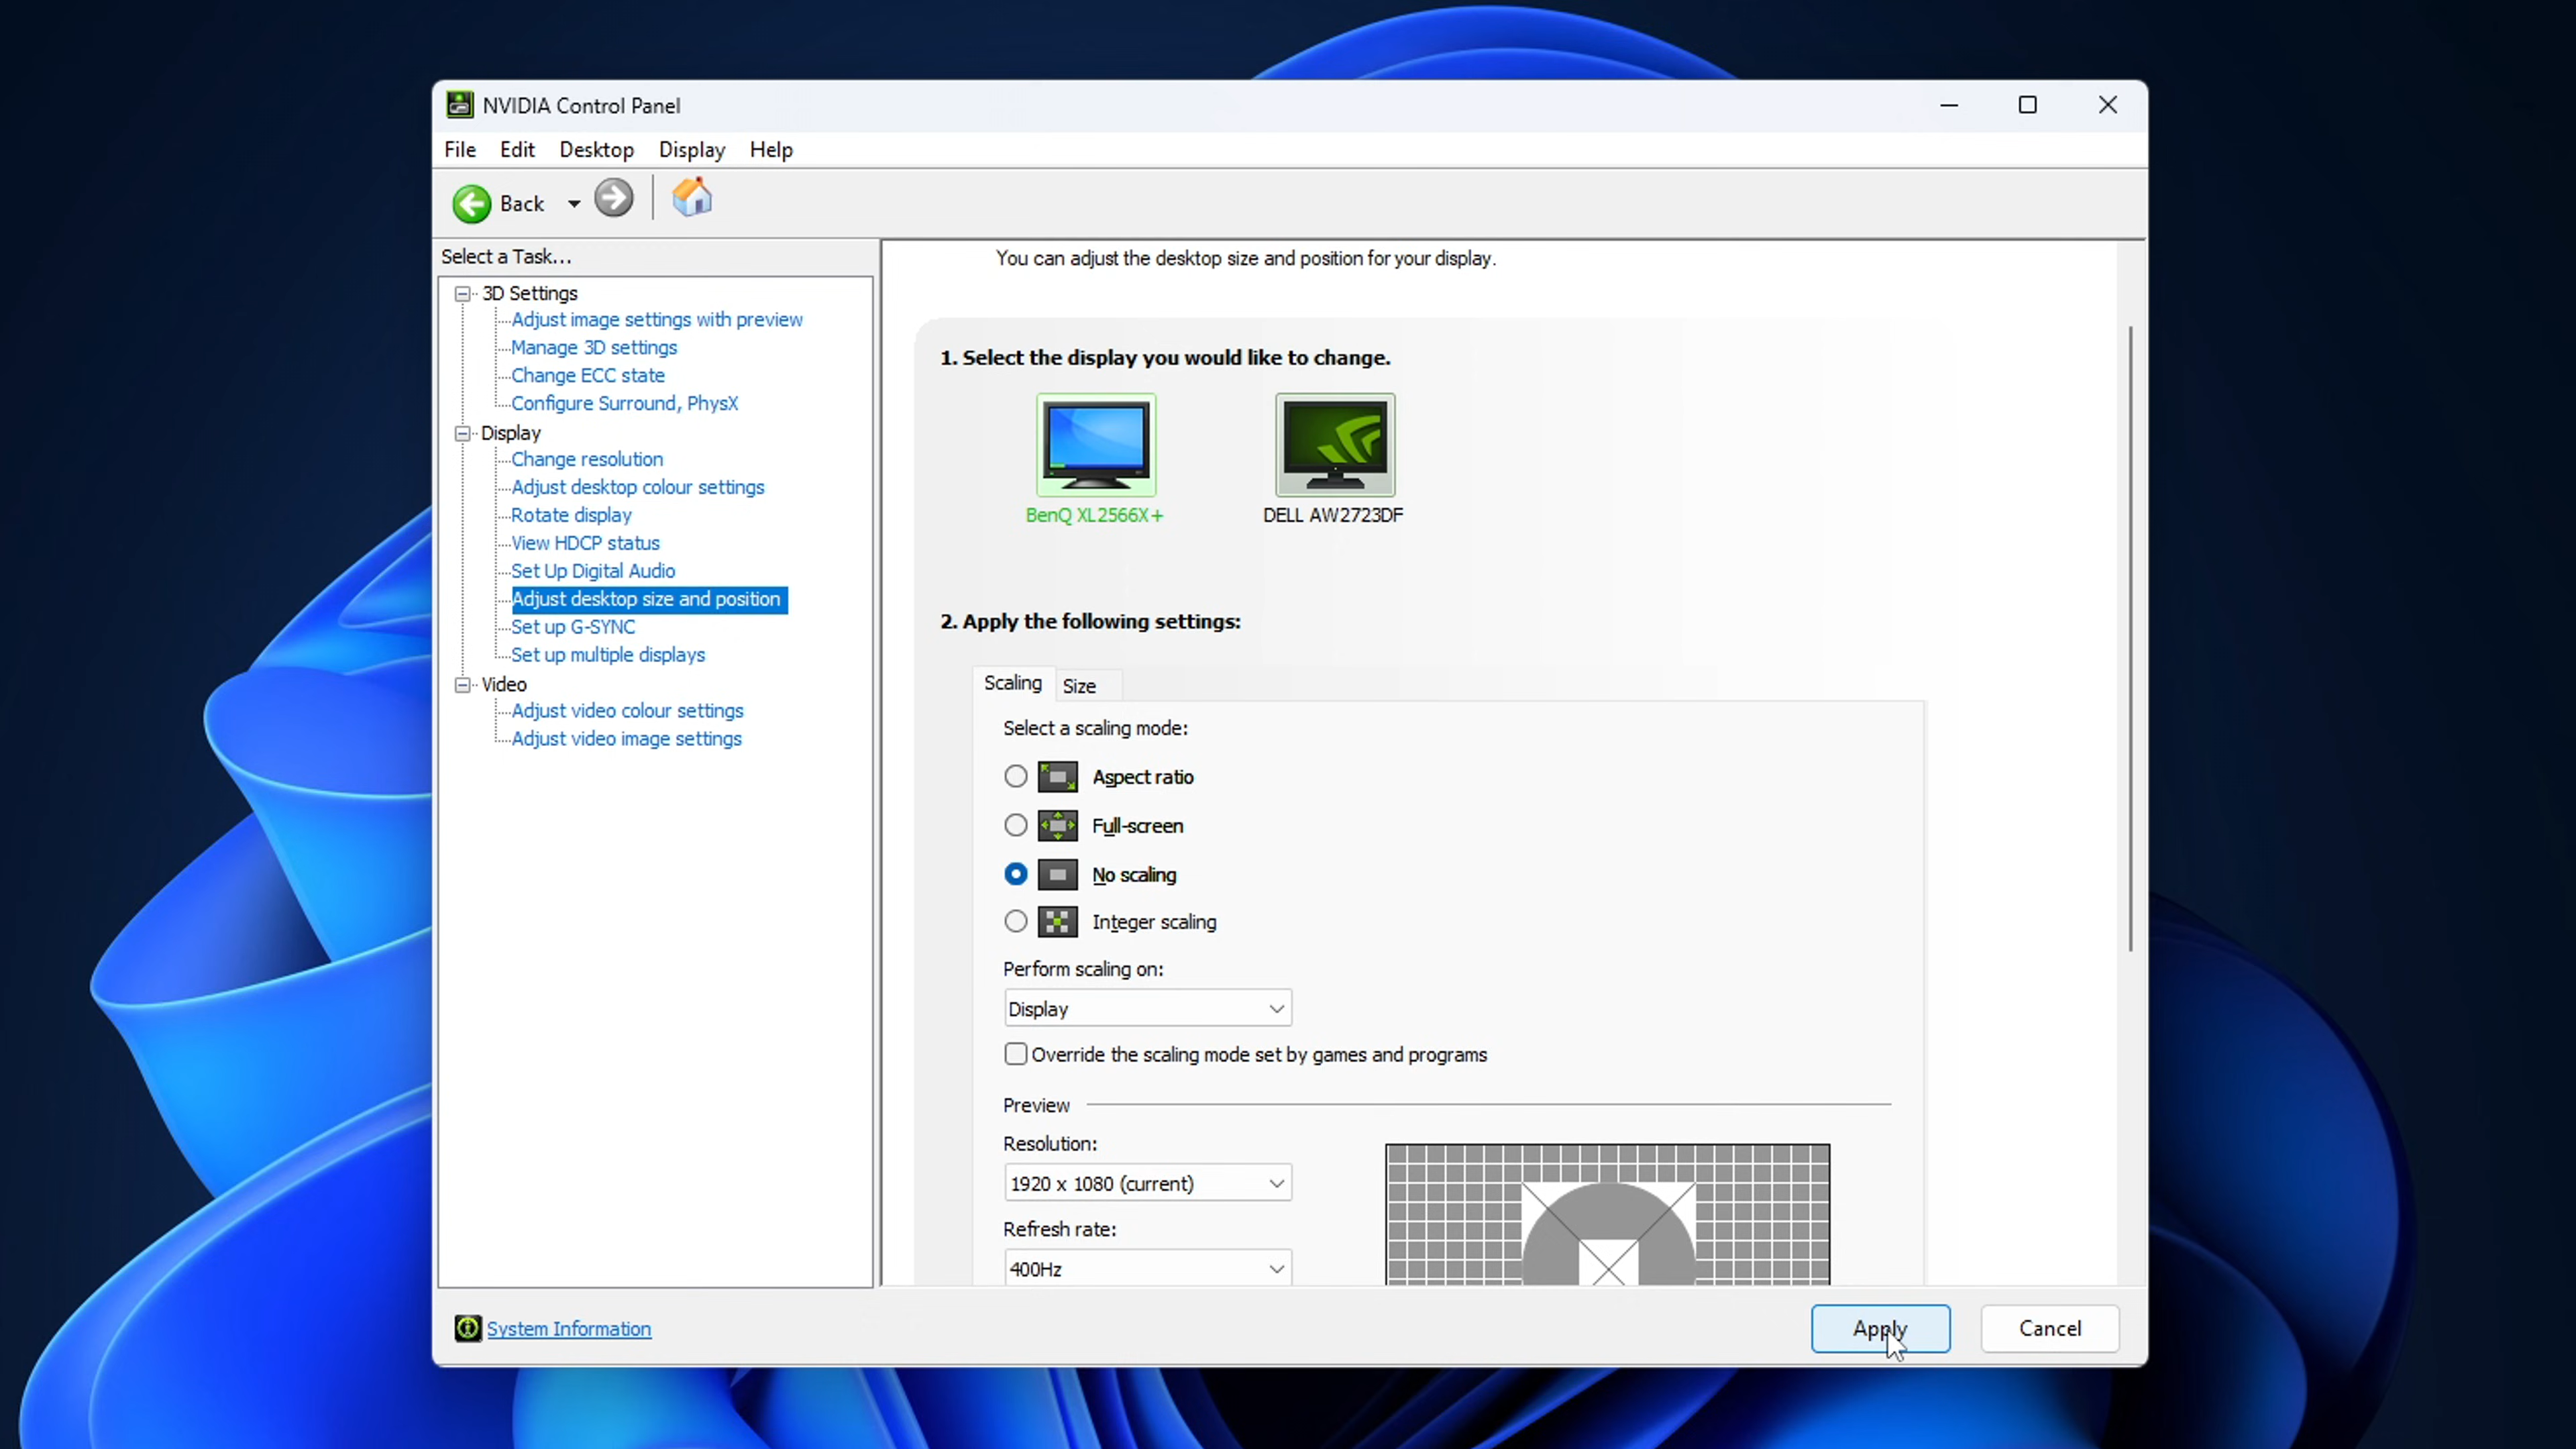 NVIDIA Control Panel
File Edit Desktop Display Help
Back
Select a Task...
3D Settings
Adjust image settings with preview
Manage 3D settings
Change ECC state
Configure Surround, PhysX
Display
Change resolution
Adjust desktop colour settings
Rotate display
View HDCP status
Set Up Digital Audio
Adjust desktop size and position
Set up G-SYNC
Set up multiple displays
Video
Adjust video colour settings
Adjust video image settings
System Information
You can adjust the desktop size and position for your display.
1. Select the display you would like to change.
BenQ XL2566X+ DELL AW2723DF
2. Apply the following settings:
Scaling Size
Select a scaling mode:
Aspect ratio
Full-screen
No scaling
Integer scaling
Perform scaling on:
Display
Override the scaling mode set by games and programs
Preview
Resolution:
1920 x 1080 (current)
Refresh rate:
400Hz
Apply Cancel